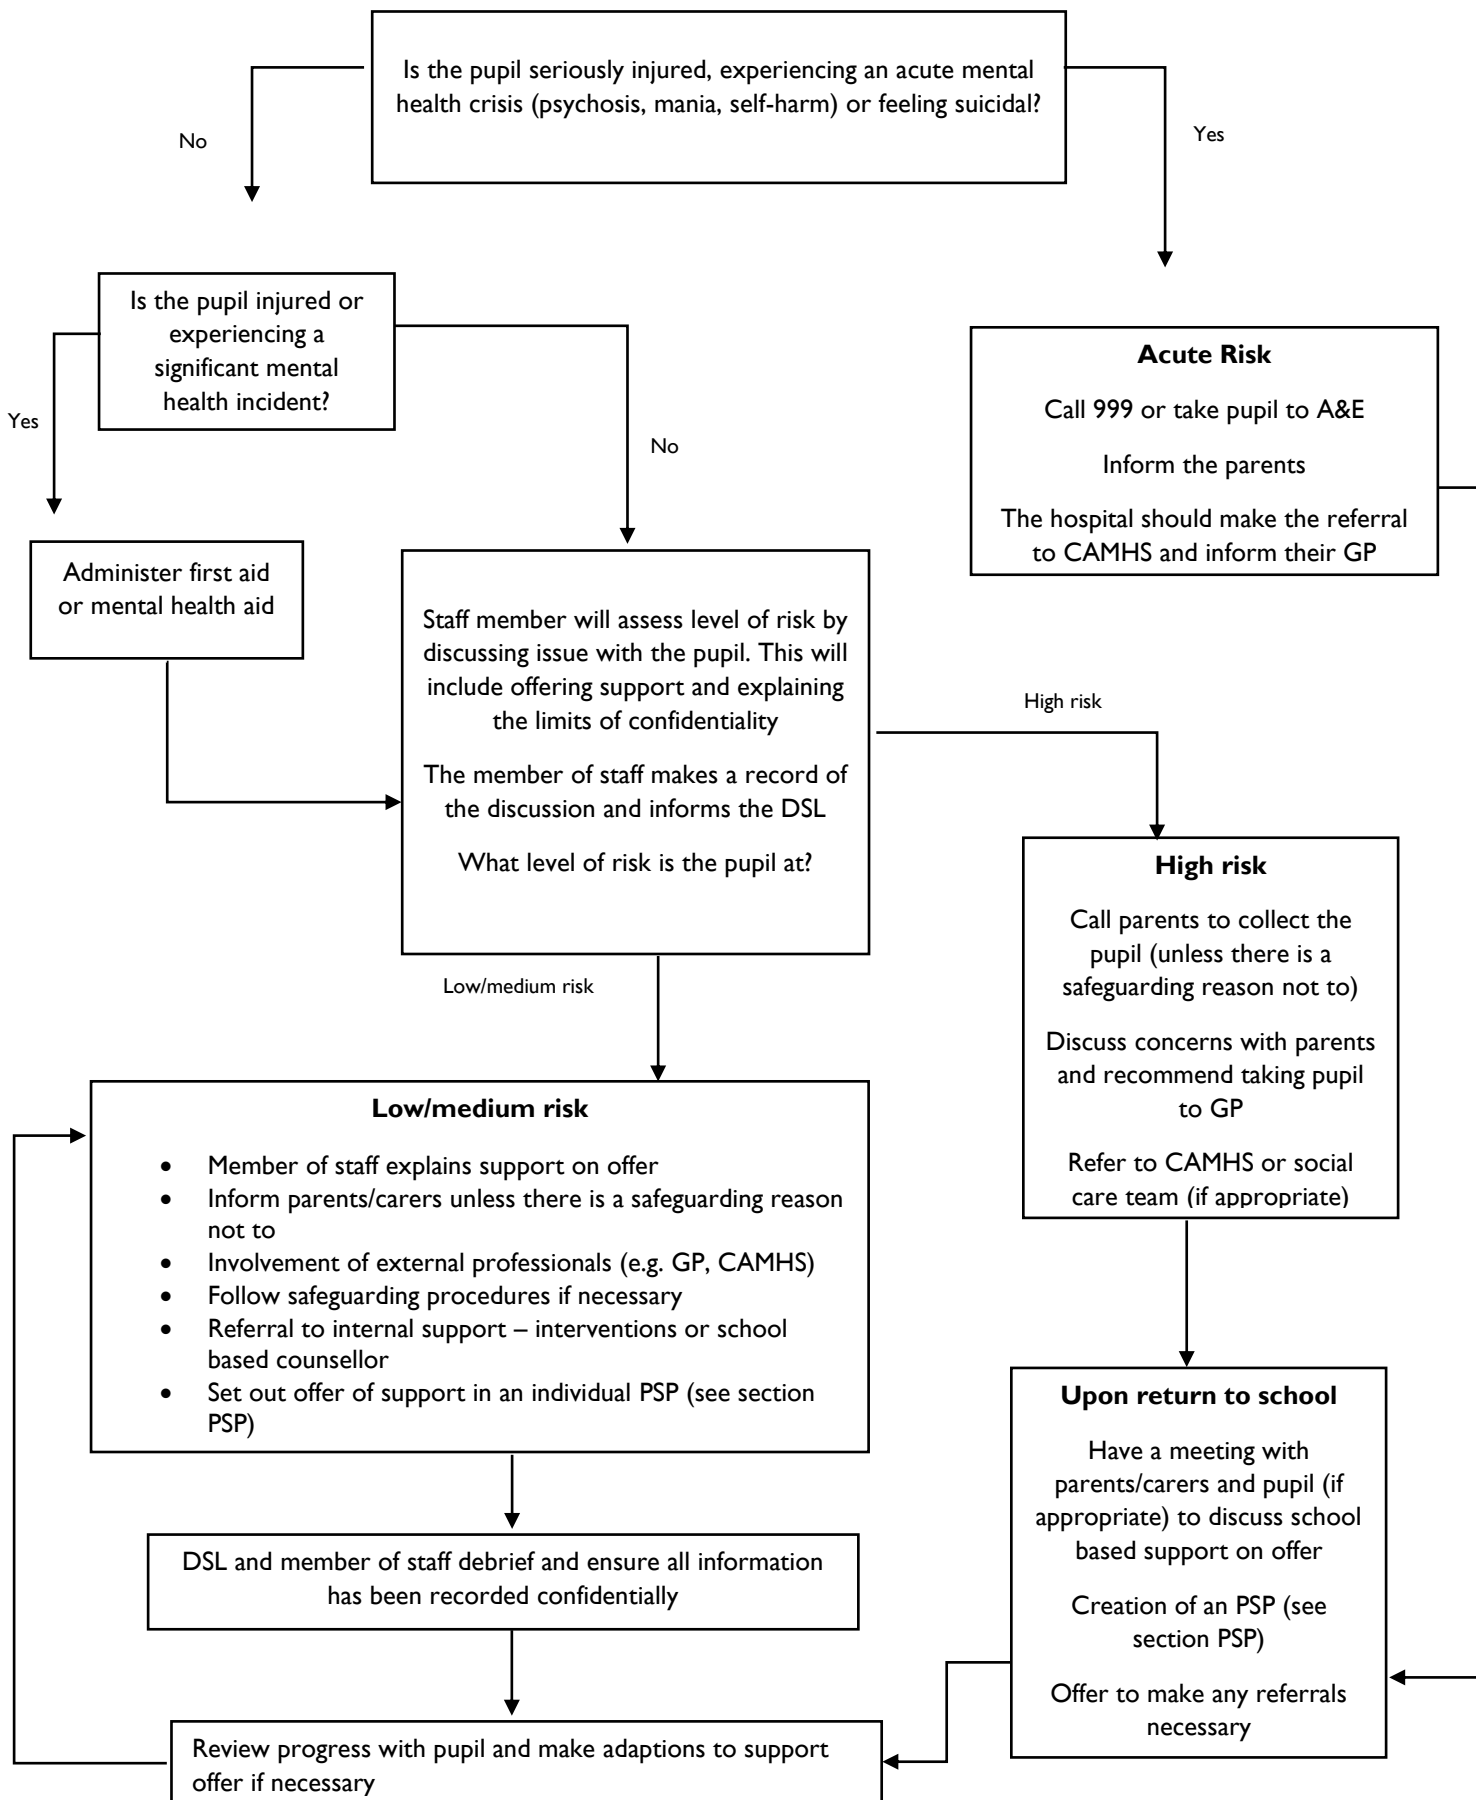 Is the pupil seriously injured, experiencing an acute mental
health crisis (psychosis, mania, self-harm) or feeling suicidal?
No
Yes
Is the pupil injured or
experiencing a
significant mental
health incident?
Yes
No
Acute Risk
Call 999 or take pupil to A&E
Inform the parents
The hospital should make the referral
to CAMHS and inform their GP
Administer first aid
or mental health aid
Staff member will assess level of risk by
discussing issue with the pupil. This will
include offering support and explaining
the limits of confidentiality
The member of staff makes a record of
the discussion and informs the DSL
What level of risk is the pupil at?
High risk
Low/medium risk
High risk
Call parents to collect the
pupil (unless there is a
safeguarding reason not to)
Discuss concerns with parents
and recommend taking pupil
to GP
Refer to CAMHS or social
care team (if appropriate)
Low/medium risk
• Member of staff explains support on offer
• Inform parents/carers unless there is a safeguarding reason
not to
• Involvement of external professionals (e.g. GP, CAMHS)
• Follow safeguarding procedures if necessary
• Referral to internal support – interventions or school
based counsellor
• Set out offer of support in an individual PSP (see section
PSP)
Upon return to school
Have a meeting with
parents/carers and pupil (if
appropriate) to discuss school
based support on offer
Creation of an PSP (see
section PSP)
Offer to make any referrals
necessary
DSL and member of staff debrief and ensure all information
has been recorded confidentially
Review progress with pupil and make adaptions to support
offer if necessary